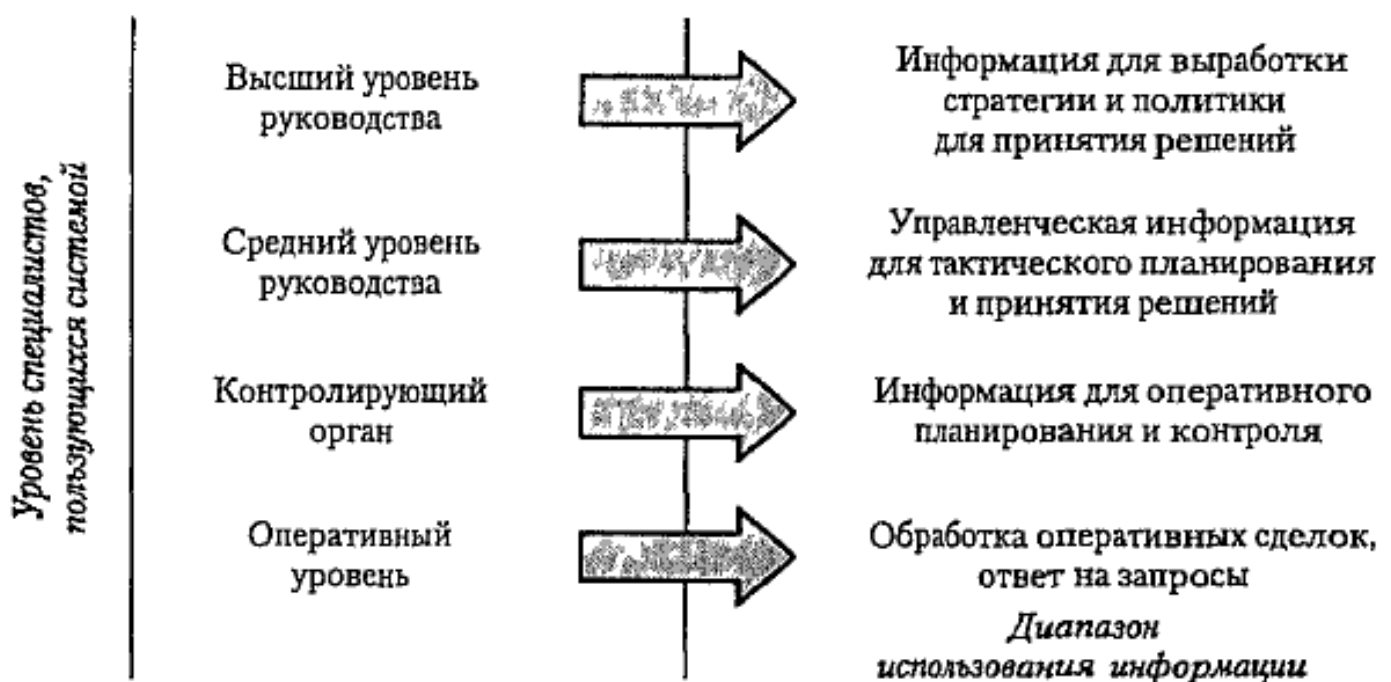 Уровень специалистов,
пользующихся системой
Высший уровень
руководства
Информация для выработки
стратегии и политики
для принятия решений
Средний уровень
руководства
Управленческая информация
для тактического планирования
и принятия решений
Контролирующий
орган
Информация для оперативного
планирования и контроля
Оперативный
уровень
Обработка оперативных сделок,
ответ на запросы
Диапазон
использования информации